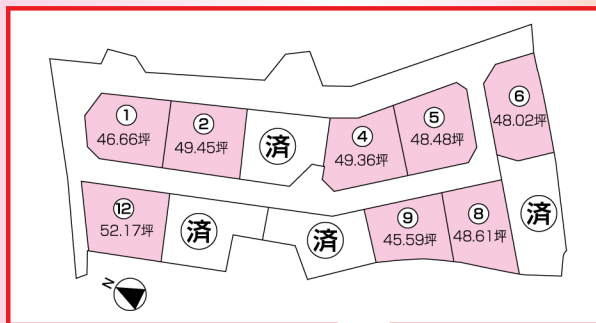 ①
46.66坪
②
49.45坪
済
④
49.36坪
⑤
48.48坪
⑥
48.02坪
⑫
52.17坪
済
済
⑨
45.59坪
⑧
48.61坪
済
N